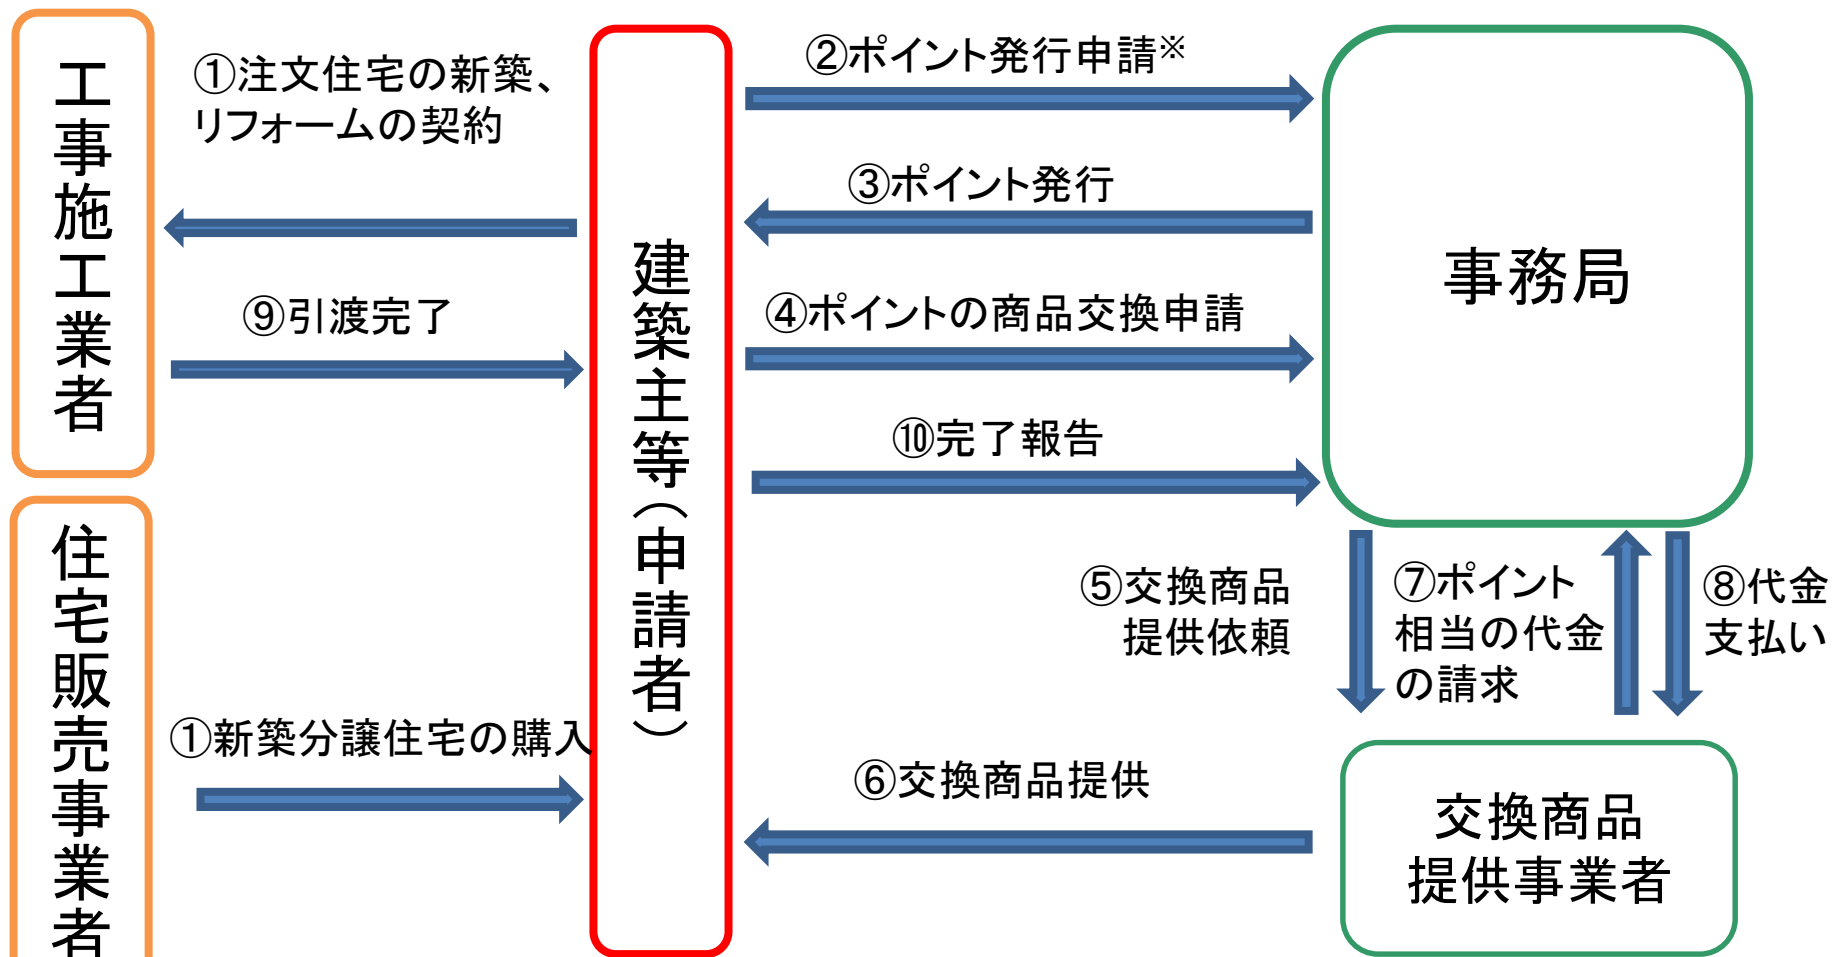 工事施工業者
①注文住宅の新築、
リフォームの契約
⑨引渡完了
住宅販売事業者
①新築分譲住宅の購入
建築主等(申請者)
②ポイント発行申請※
③ポイント発行
④ポイントの商品交換申請
⑩完了報告
事務局
⑤交換商品
提供依頼
⑦ポイント
相当の代金
の請求
⑧代金
支払い
⑥交換商品提供
交換商品
提供事業者